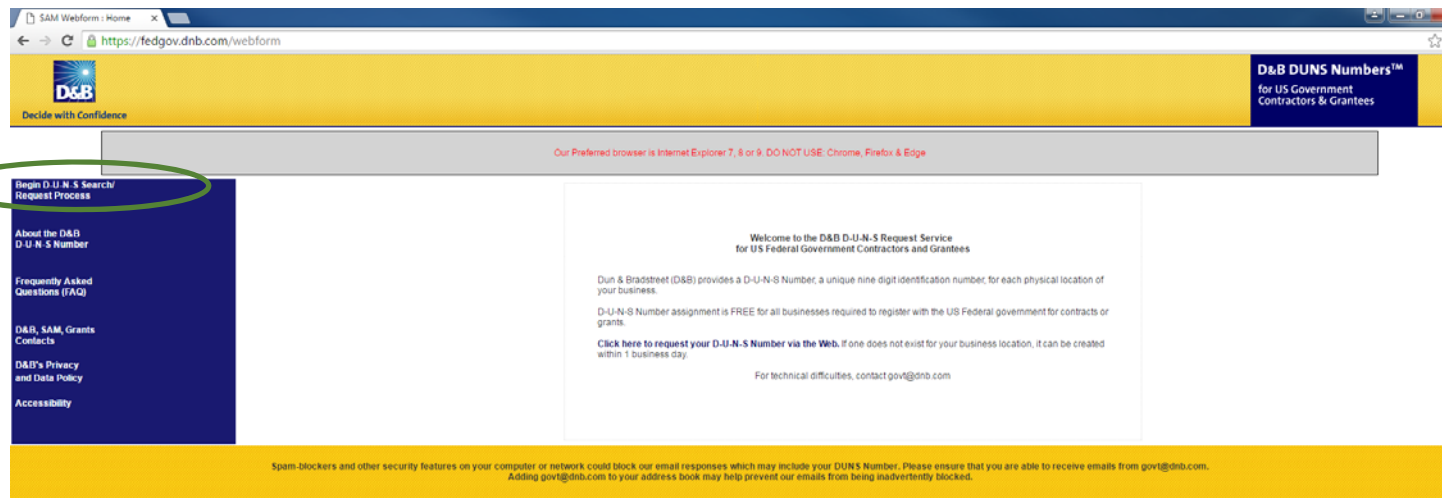 SAM Webform : Home
https://fedgov.dnb.com/webform
D&B
Decide with Confidence
D&B DUNS Numbers™
for US Government
Contractors & Grantees
Our Preferred browser is Internet Explorer 7, 8 or 9. DO NOT USE: Chrome, Firefox & Edge
Begin D-U-N-S Search/
Request Process
About the D&B
D-U-N-S Number
Frequently Asked
Questions (FAQ)
D&B, SAM, Grants
Contacts
D&B's Privacy
and Data Policy
Accessibility
Welcome to the D&B D-U-N-S Request Service
for US Federal Government Contractors and Grantees
Dun & Bradstreet (D&B) provides a D-U-N-S Number, a unique nine digit identification number, for each physical location of
your business.
D-U-N-S Number assignment is FREE for all businesses required to register with the US Federal government for contracts or
grants.
Click here to request your D-U-N-S Number via the Web. If one does not exist for your business location, it can be created
within 1 business day.
For technical difficulties, contact govt@dnb.com
Spam-blockers and other security features on your computer or network could block our email responses which may include your DUNS Number. Please ensure that you are able to receive emails from govt@dnb.com.
Adding govt@dnb.com to your address book may help prevent our emails from being inadvertently blocked.